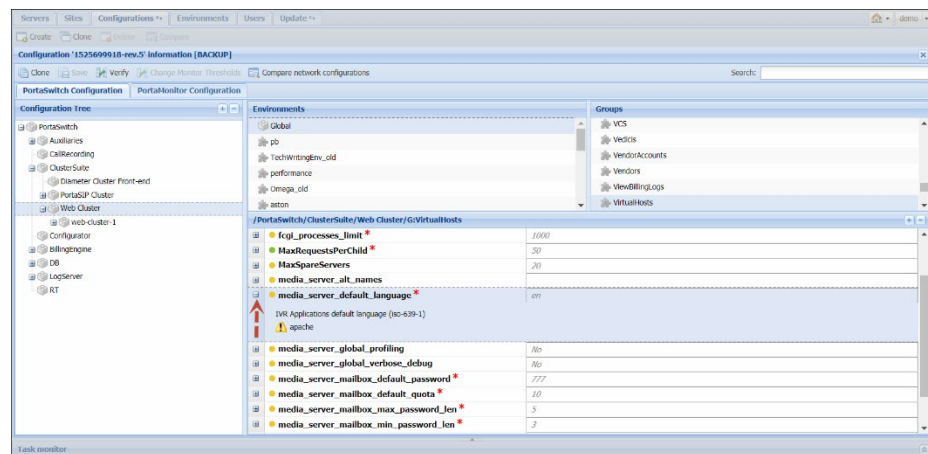 Servers Sites Configurations Environments Users Update demo
Create Clone Delete Compare
Configuration '1525699918-rev.5' information [BACKUP]
Clone Save Verify Change Monitor Thresholds Compare network configurations Search:
PortaSwitch Configuration PortaMonitor Configuration
Configuration Tree
PortaSwitch
Auxiliaries
CallRecording
ClusterSuite
Diameter Cluster Front-end
PortaSIP Cluster
Web Cluster
web-cluster-1
Configurator
BillingEngine
DB
LogServer
RT
Environments
Global
pb
TechWritingEnv_old
performance
Omega_old
aston
Groups
VCS
Vedicis
VendorAccounts
Vendors
ViewBillingLogs
VirtualHosts
/PortaSwitch/ClusterSuite/Web Cluster/G:VirtualHosts
fcgi_processes_limit * 1000
MaxRequestsPerChild * 50
MaxSpareServers 20
media_server_alt_names
media_server_default_language * en
IVR Applications default language (iso-639-1)
apache
media_server_global_profiling No
media_server_global_verbose_debug No
media_server_mailbox_default_password * 777
media_server_mailbox_default_quota * 10
media_server_mailbox_max_password_len * 5
media_server_mailbox_min_password_len * 3
Task monitor